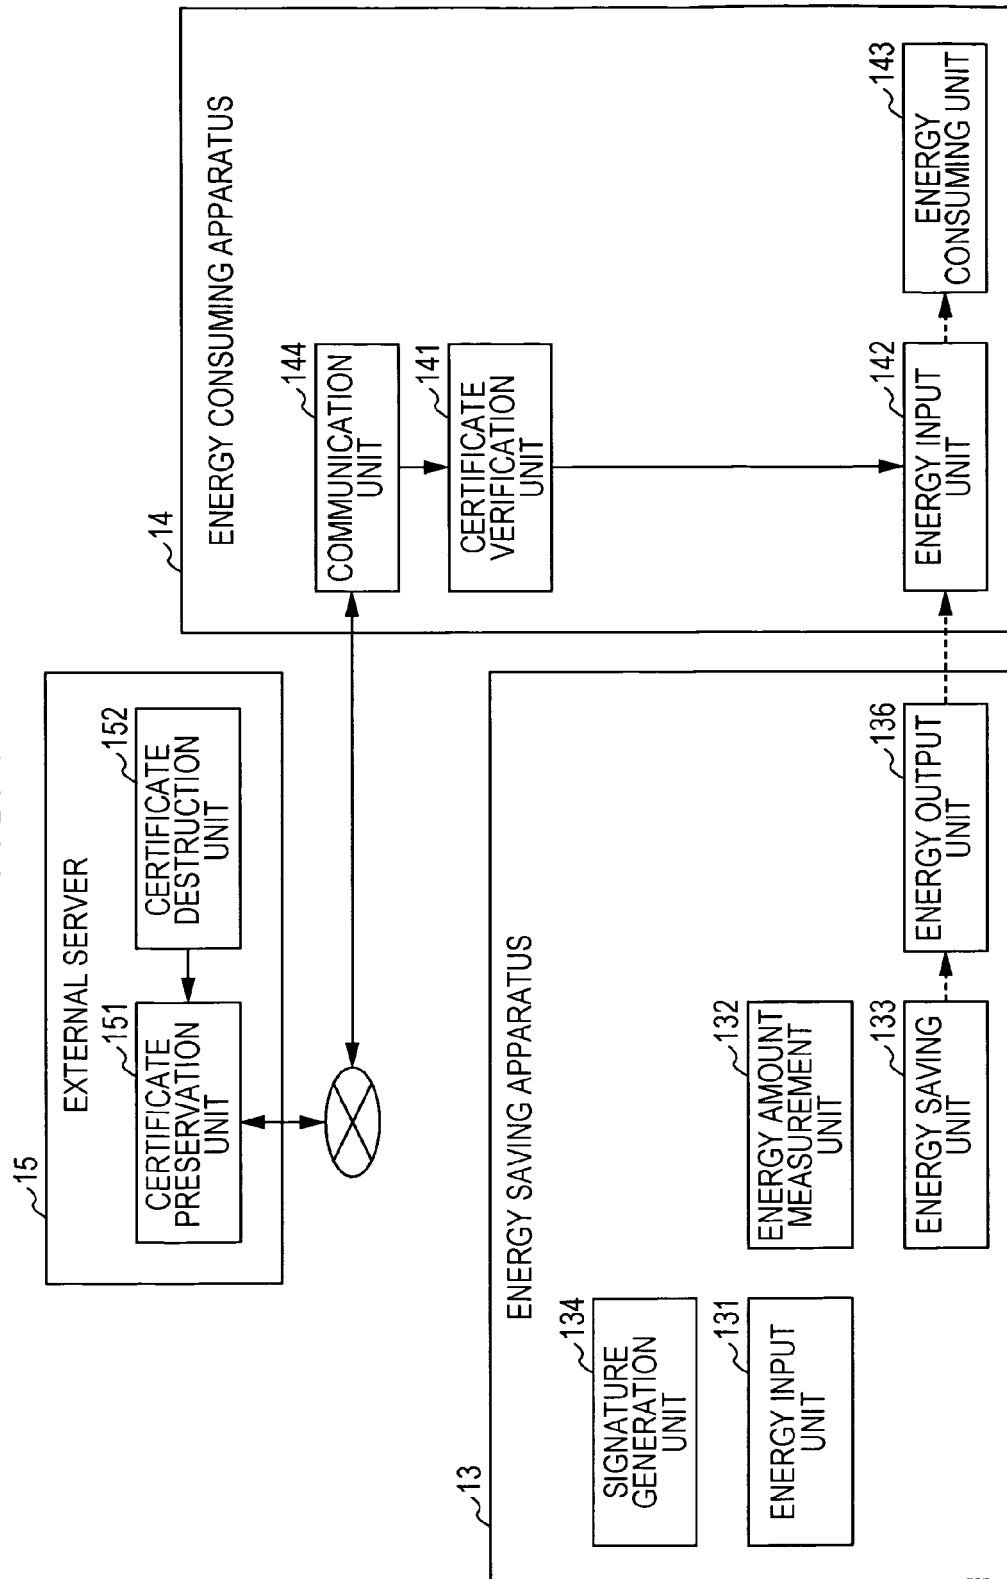 15
EXTERNAL SERVER
151
CERTIFICATE
PRESERVATION
UNIT
152
CERTIFICATE
DESTRUCTION
UNIT
14
ENERGY CONSUMING APPARATUS
144
COMMUNICATION
UNIT
141
CERTIFICATE
VERIFICATION
UNIT
142
ENERGY INPUT
UNIT
143
ENERGY
CONSUMING UNIT
13
ENERGY SAVING APPARATUS
134
SIGNATURE
GENERATION
UNIT
131
ENERGY INPUT
UNIT
132
ENERGY AMOUNT
MEASUREMENT
UNIT
133
ENERGY SAVING
UNIT
136
ENERGY OUTPUT
UNIT